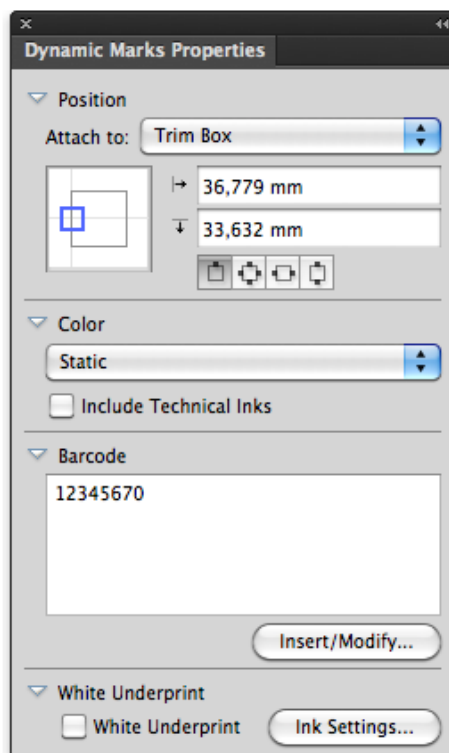 Dynamic Marks Properties
Position
Attach to: Trim Box
36,779 mm
33,632 mm
Color
Static
Include Technical Inks
Barcode
12345670
Insert/Modify...
White Underprint
White Underprint Ink Settings...